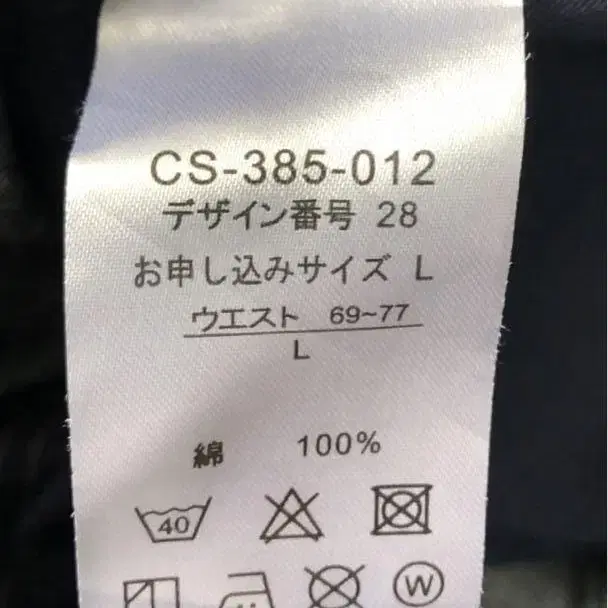 CS-385-012
デザイン番号 28
お申し込みサイズ L
ウエスト 69~77
L
綿 100%
40
W